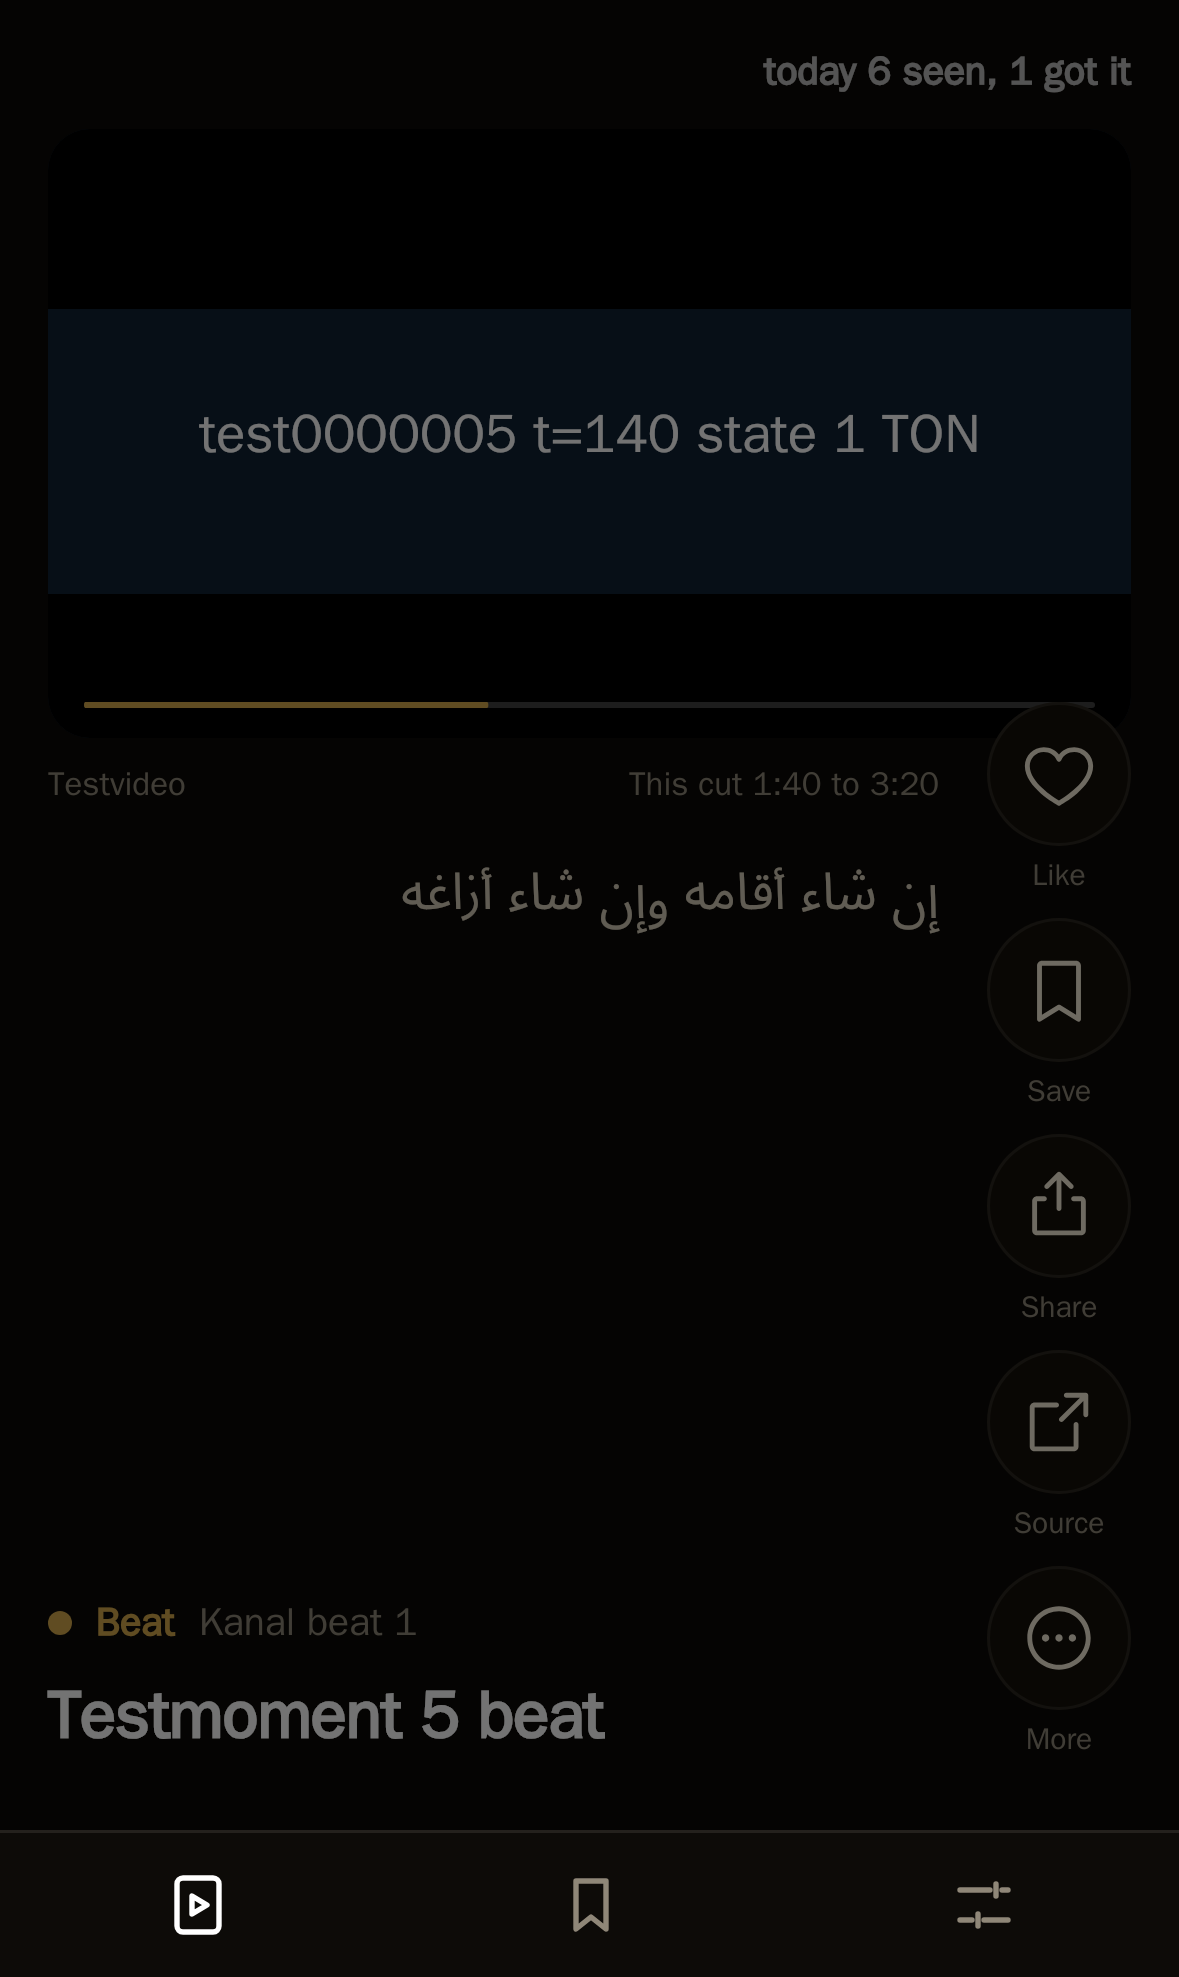 today 6 seen, 1 got it
test0000005 t=140 state 1 TON
Testvideo
This cut 1:40 to 3:20
Like
إن شاء أقامه وإن شاء أزاغه
Save
Share
Source
Beat Kanal beat 1
Testmoment 5 beat
More